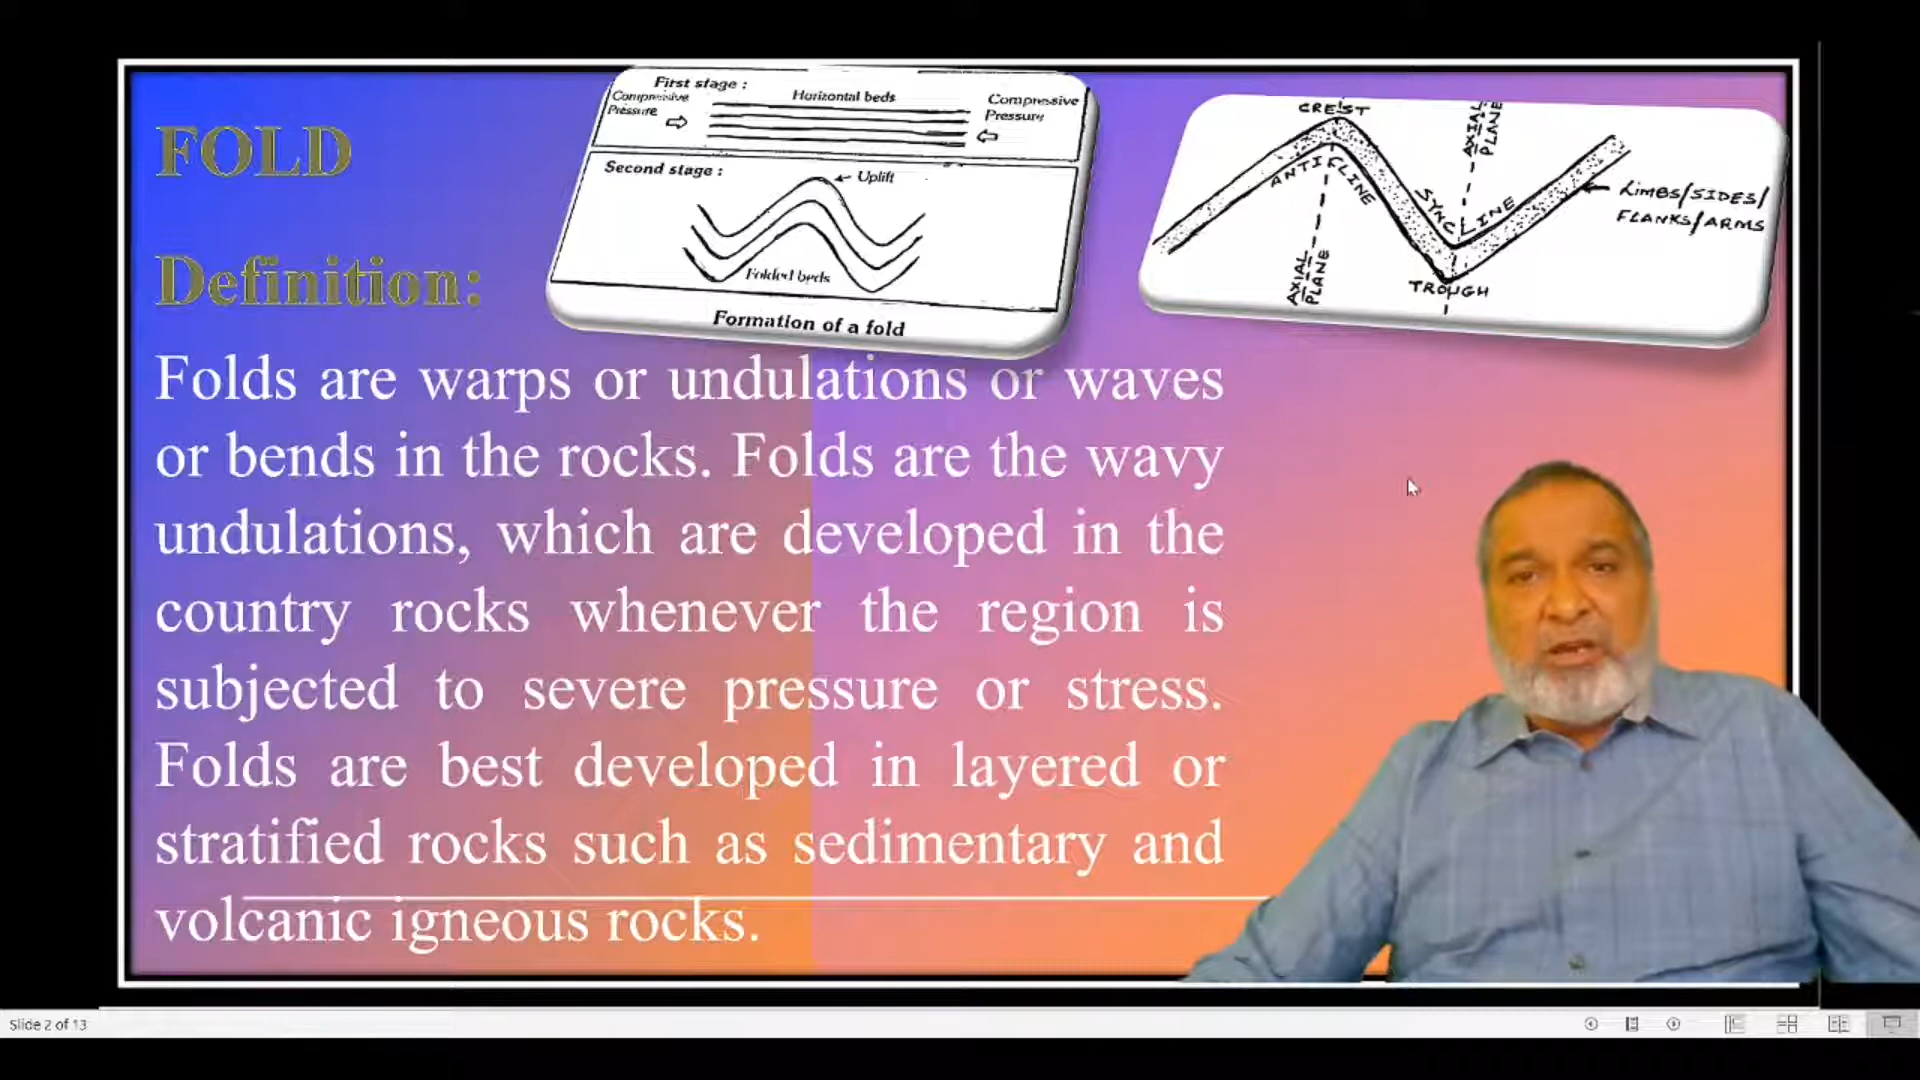 FOLD
Definition:
First stage :
Compressive
Pressure
Horizontal beds
Compressive
Pressure
Second stage :
Uplift
Folded beds
Formation of a fold
CREST
ANTICLINE
AXIAL
PLANE
SYNCLINE
AXIAL
PLANE
TROUGH
LIMBS/SIDES/
FLANKS/ARMS
Folds are warps or undulations or waves
or bends in the rocks. Folds are the wavy
undulations, which are developed in the
country rocks whenever the region is
subjected to severe pressure or stress.
Folds are best developed in layered or
stratified rocks such as sedimentary and
volcanic igneous rocks.
Slide 2 of 13